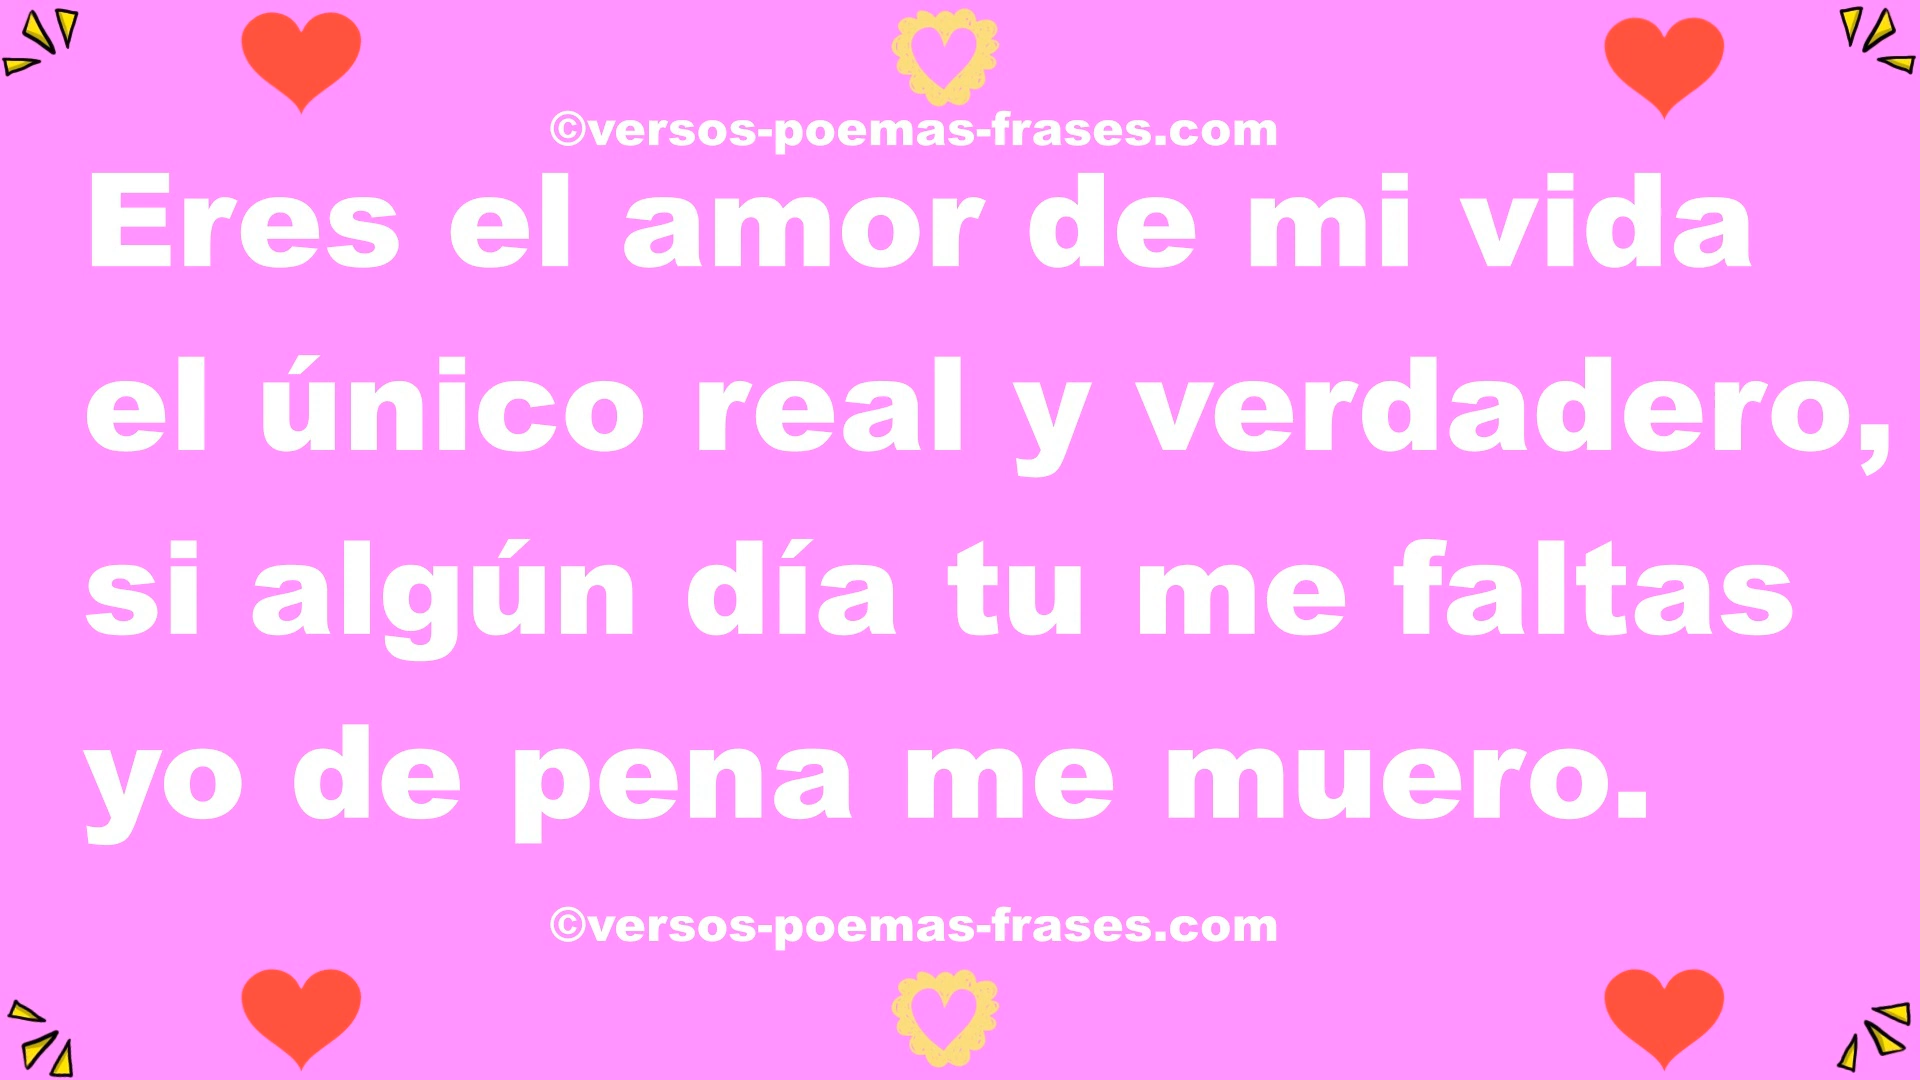 ©versos-poemas-frases.com
Eres el amor de mi vida
el único real y verdadero,
si algún día tu me faltas
yo de pena me muero.
©versos-poemas-frases.com